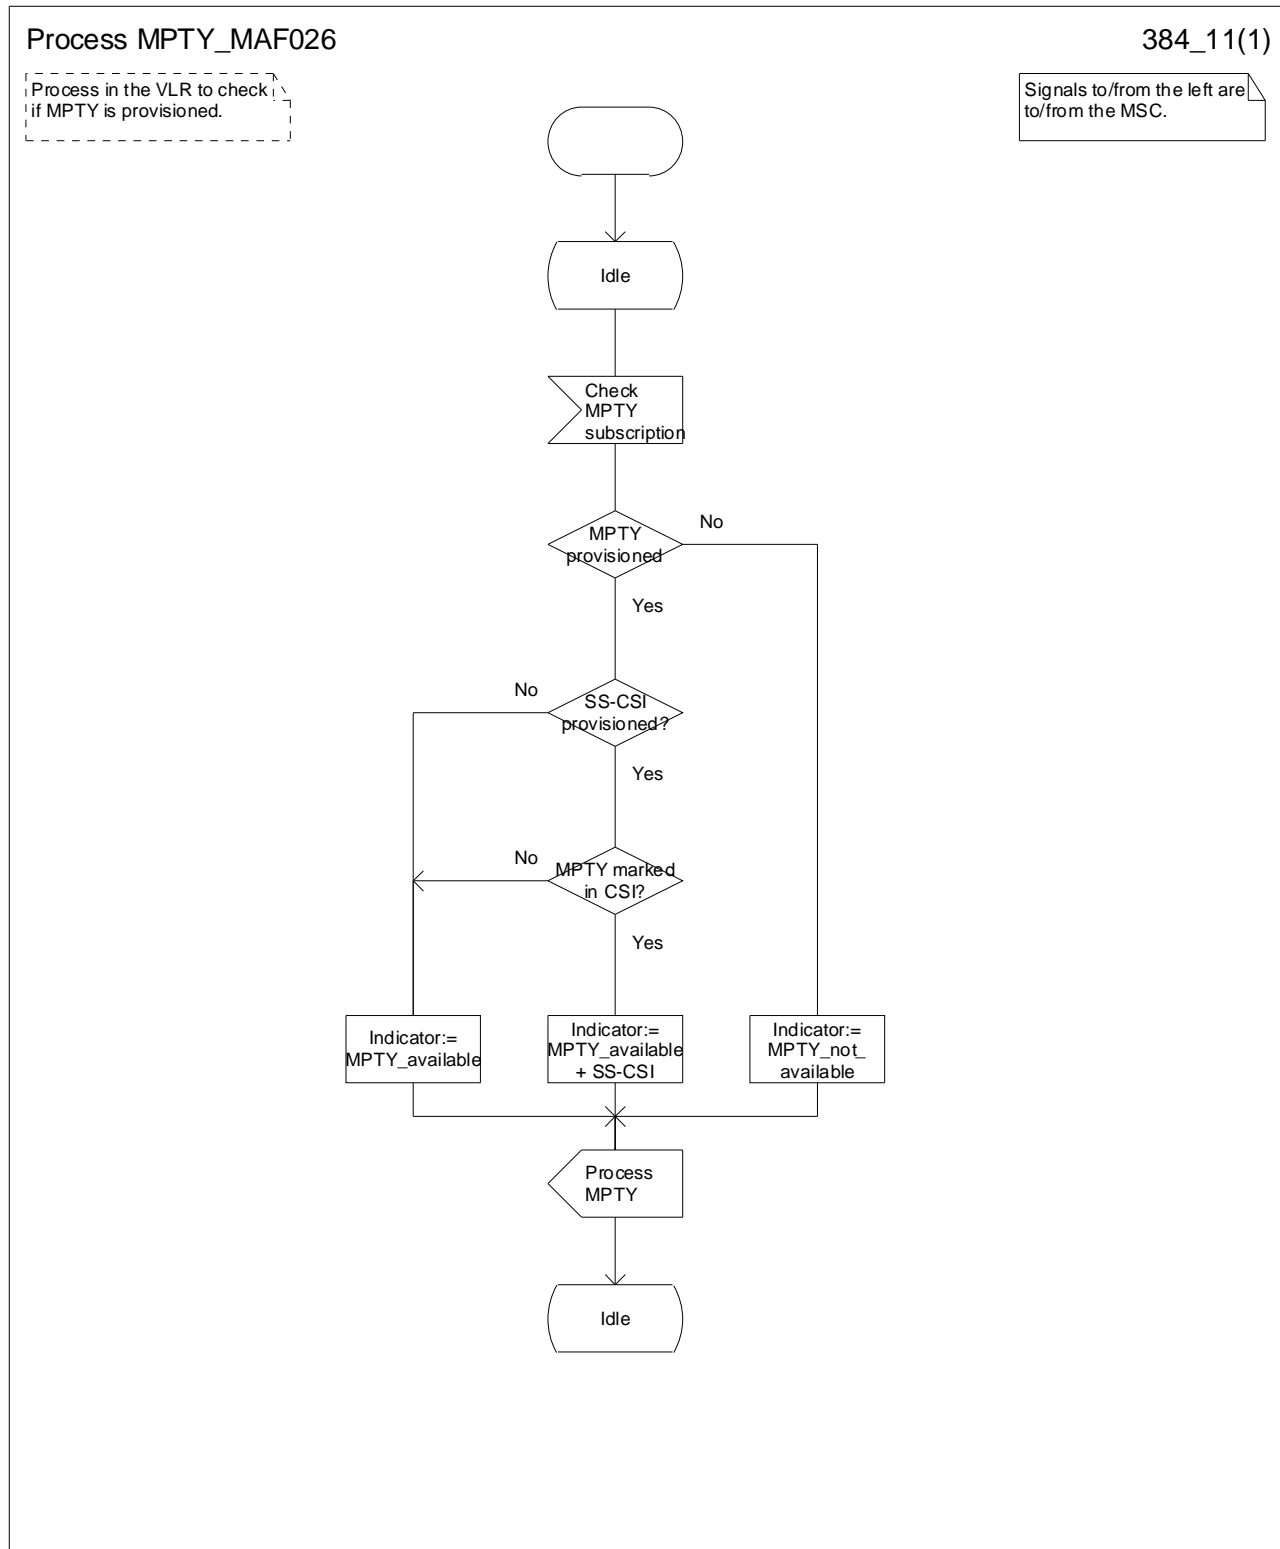 Process MPTY_MAF026
384_11(1)
Process in the VLR to check
if MPTY is provisioned.
Signals to/from the left are
to/from the MSC.
Idle
Check
MPTY
subscription
MPTY
provisioned
No
Yes
No
SS-CSI
provisioned?
Yes
No
MPTY marked
in CSI?
Yes
Indicator:=
MPTY_available
Indicator:=
MPTY_available
+ SS-CSI
Indicator:=
MPTY_not_
available
Process
MPTY
Idle